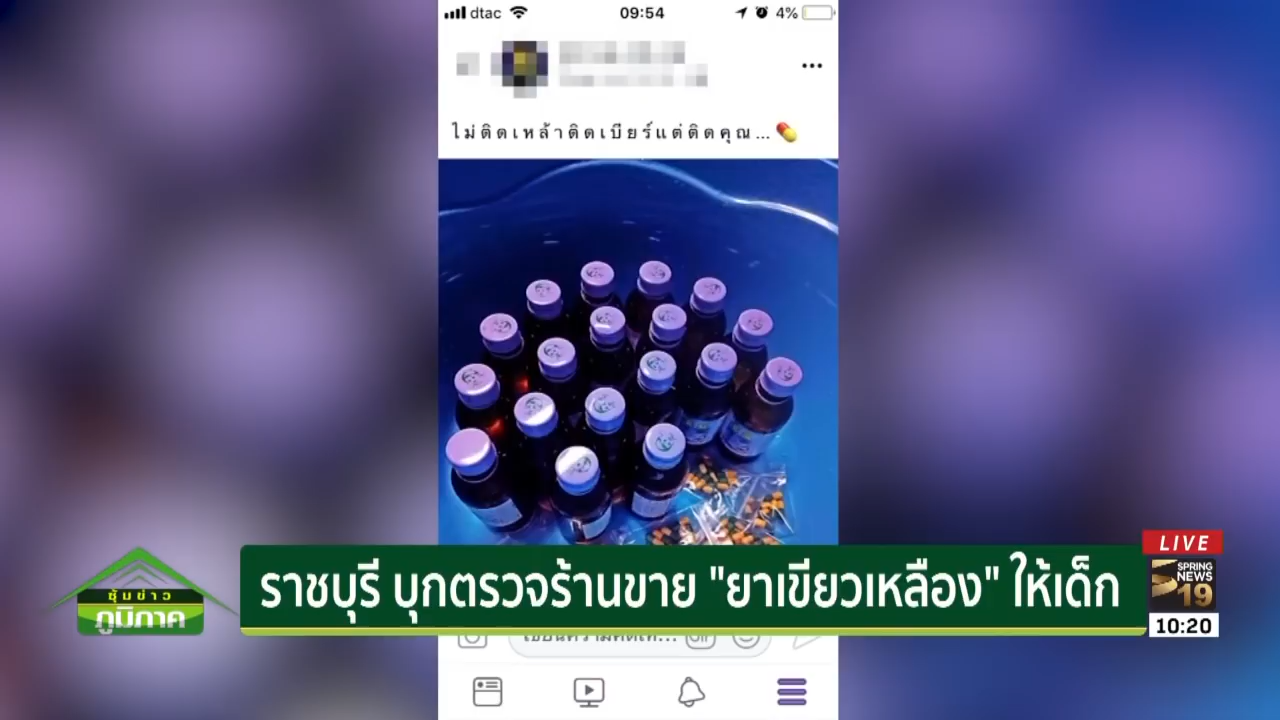 dtac
09:54
4%
ไม่ติดเหล้าติดเบียร์แต่ติดคุณ...
LIVE
ราชบุรี บุกตรวจร้านขาย "ยาเขียวเหลือง" ให้เด็ก
ซุ้มข่าว
ภูมิภาค
SPRING
NEWS
19
10:20